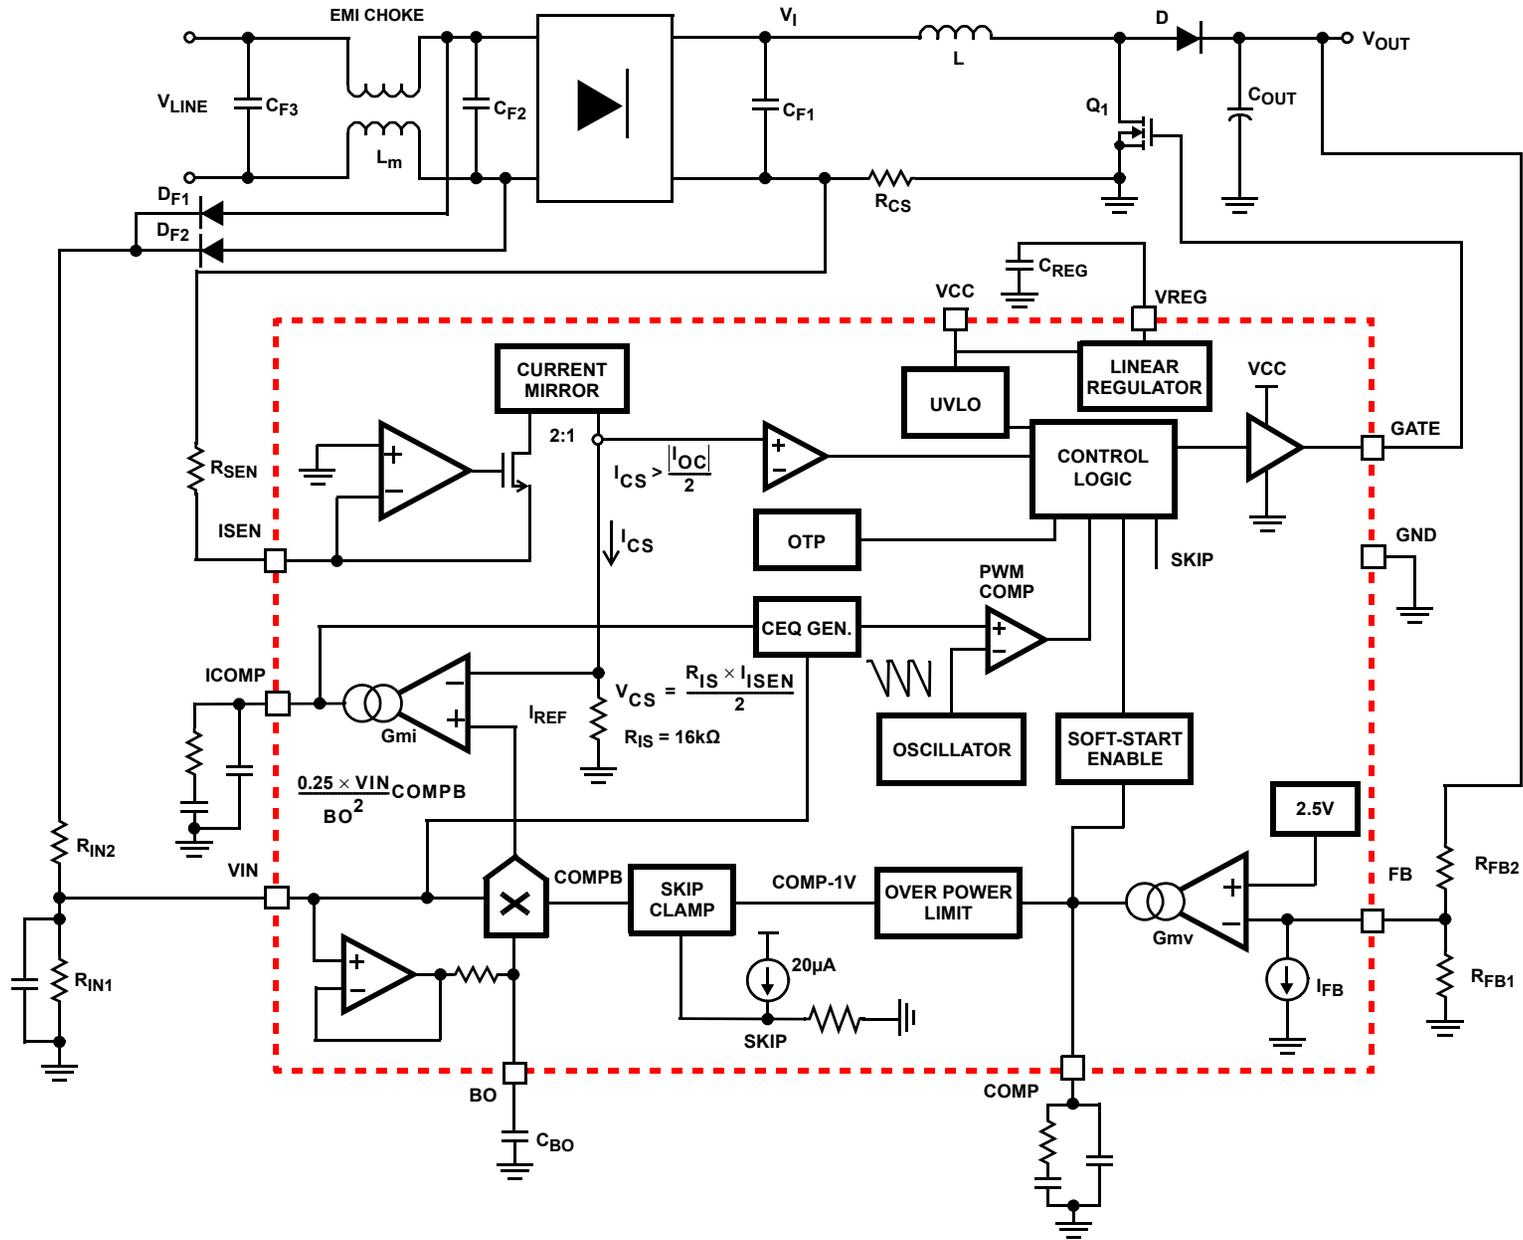 EMI CHOKE
VI
D
VOUT
L
VLINE
CF3
CF2
CF1
Q1
COUT
Lm
RCS
DF1
DF2
CREG
VCC
VREG
CURRENT
MIRROR
LINEAR
REGULATOR
VCC
UVLO
2:1
GATE
+
−
+
−
ICS > |IOC|
2
CONTROL
LOGIC
RSEN
ISEN
ICS
OTP
GND
SKIP
PWM
COMP
CEQ GEN.
+
−
ICOMP
−
+
Gmi
IREF
VCS = RIS × IISEN
2
RIS = 16kΩ
OSCILLATOR
SOFT-START
ENABLE
0.25 × VIN COMPB
BO2
2.5V
RIN2
VIN
COMPB
SKIP
CLAMP
COMP-1V
OVER POWER
LIMIT
+
−
Gmv
FB
RFB2
×
+
−
20µA
IFB
RFB1
RIN1
SKIP
BO
COMP
CBO